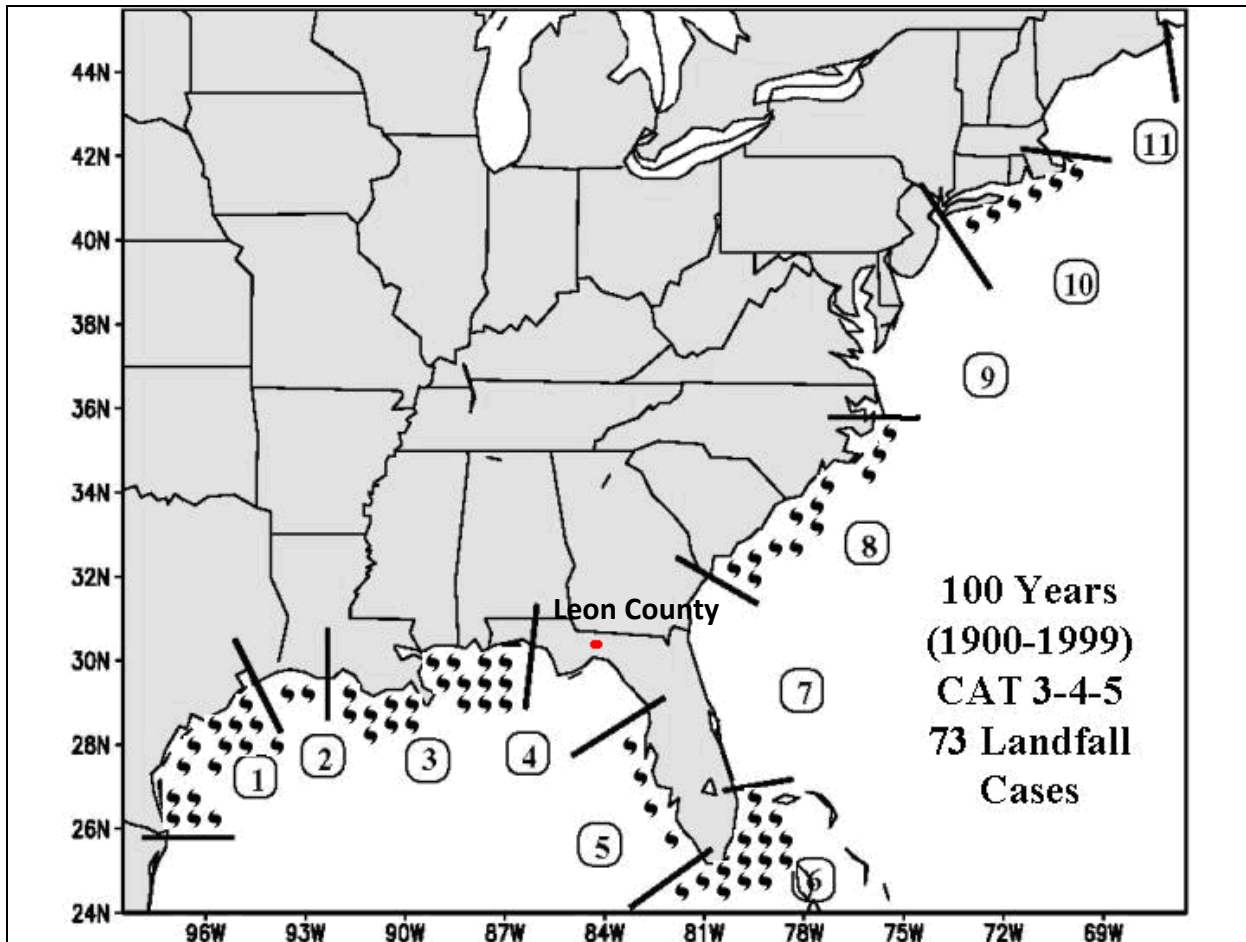 44N
42N
40N
38N
36N
34N
32N
30N
28N
26N
24N
96W 93W 90W 87W 84W 81W 78W 75W 72W 69W
11
10
9
8
Leon County
7
1
2
3
4
5
6
100 Years
(1900-1999)
CAT 3-4-5
73 Landfall
Cases